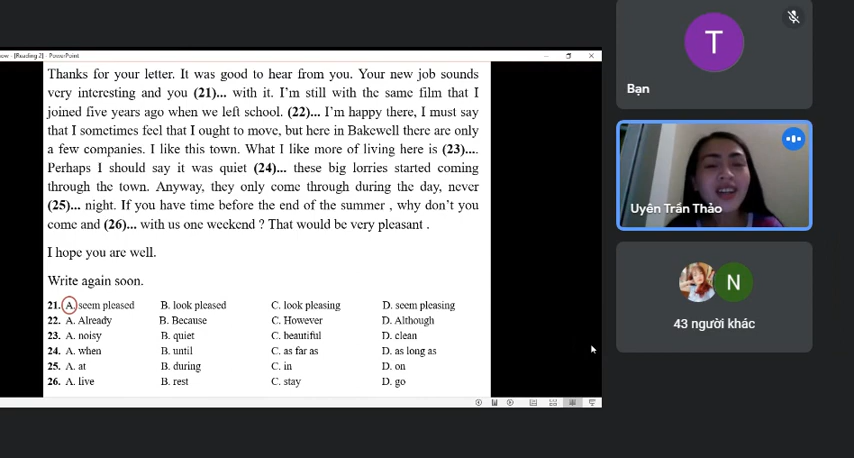 ow - [Reading 2] - PowerPoint
Thanks for your letter. It was good to hear from you. Your new job sounds
very interesting and you (21)... with it. I'm still with the same film that I
joined five years ago when we left school. (22)... I'm happy there, I must say
that I sometimes feel that I ought to move, but here in Bakewell there are only
a few companies. I like this town. What I like more of living here is (23)....
Perhaps I should say it was quiet (24)... these big lorries started coming
through the town. Anyway, they only come through during the day, never
(25)... night. If you have time before the end of the summer , why don't you
come and (26)... with us one weekend ? That would be very pleasant .
I hope you are well.
Write again soon.
21. A. seem pleased B. look pleased C. look pleasing D. seem pleasing
22. A. Already B. Because C. However D. Although
23. A. noisy B. quiet C. beautiful D. clean
24. A. when B. until C. as far as D. as long as
25. A. at B. during C. in D. on
26. A. live B. rest C. stay D. go
T
Bạn
Uyên Trần Thảo
N
43 người khác